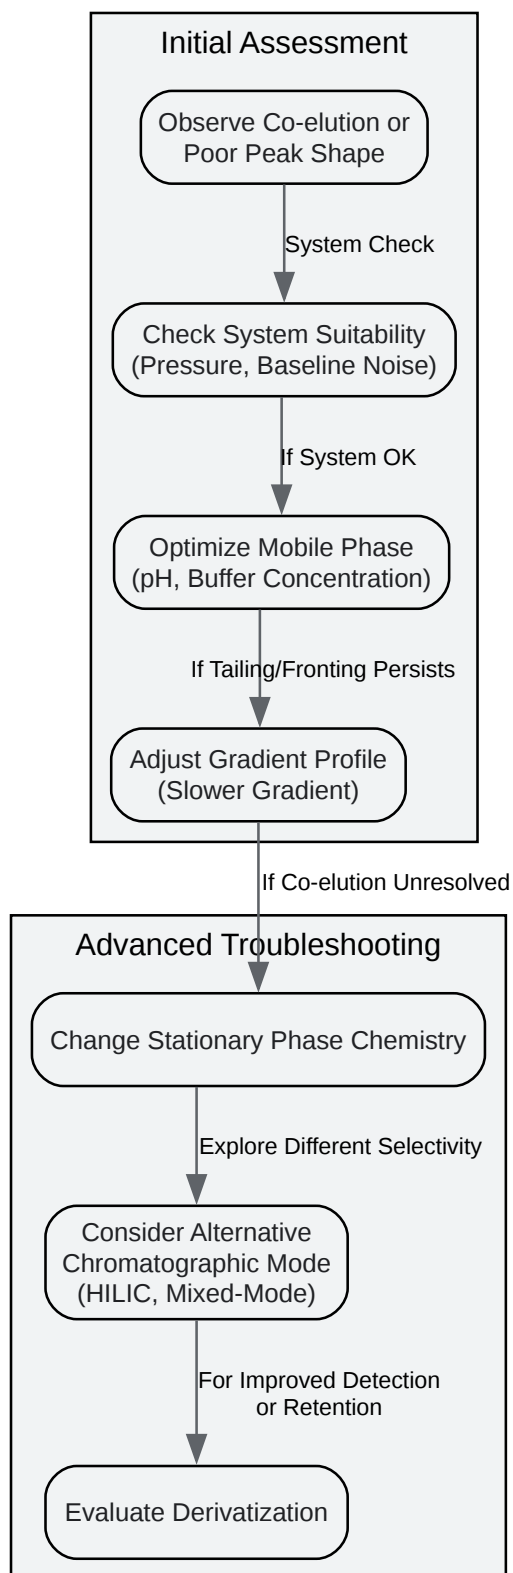 Initial Assessment
Observe Co-elution or
Poor Peak Shape
System Check
Check System Suitability
(Pressure, Baseline Noise)
If System OK
Optimize Mobile Phase
(pH, Buffer Concentration)
If Tailing/Fronting Persists
Adjust Gradient Profile
(Slower Gradient)
If Co-elution Unresolved
Advanced Troubleshooting
Change Stationary Phase Chemistry
Explore Different Selectivity
Consider Alternative
Chromatographic Mode
(HILIC, Mixed-Mode)
For Improved Detection
or Retention
Evaluate Derivatization